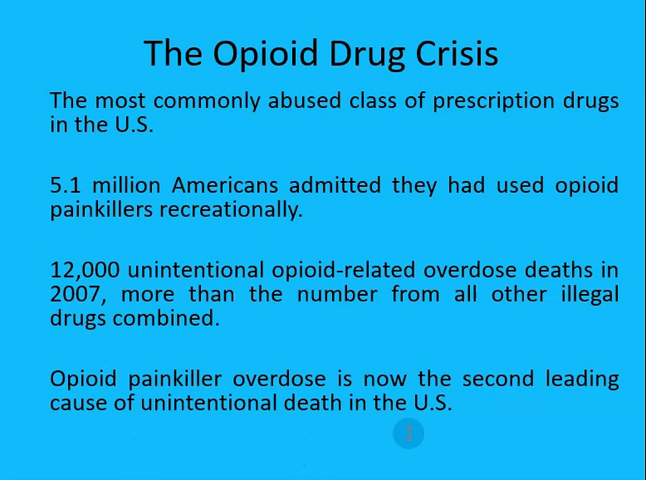 The Opioid Drug Crisis
The most commonly abused class of prescription drugs
in the U.S.
5.1 million Americans admitted they had used opioid
painkillers recreationally.
12,000 unintentional opioid-related overdose deaths in
2007, more than the number from all other illegal
drugs combined.
Opioid painkiller overdose is now the second leading
cause of unintentional death in the U.S.